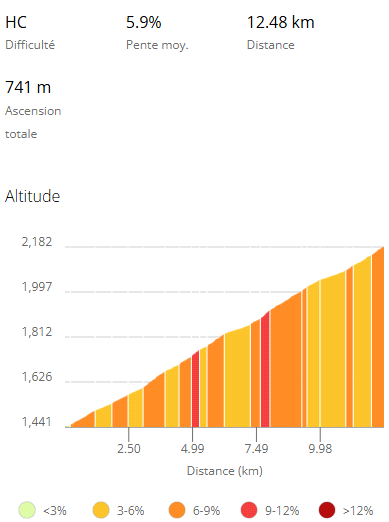 HC 5.9% 12.48 km
Difficulté Pente moy. Distance
741 m
Ascension
totale
Altitude
2,182
1,997
1,812
1,626
1,441
2.50 4.99 7.49 9.98
Distance (km)
<3% 3-6% 6-9% 9-12% >12%